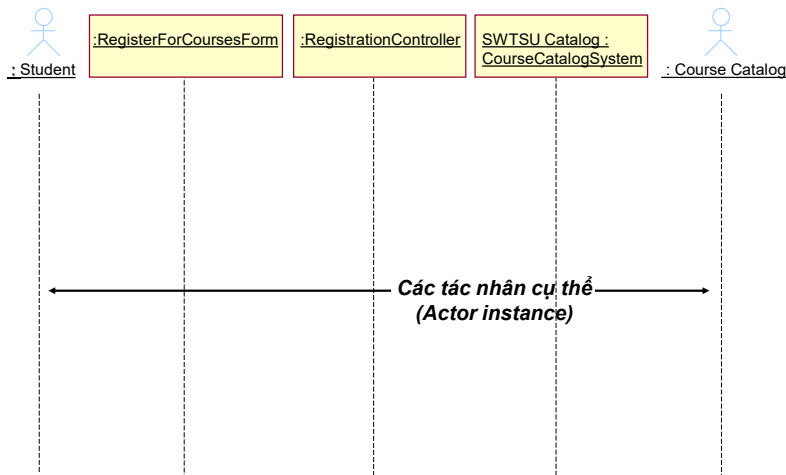 : Student
:RegisterForCoursesForm
:RegistrationController
SWTSU Catalog :
CourseCatalogSystem
: Course Catalog
Các tác nhân cụ thể
(Actor instance)